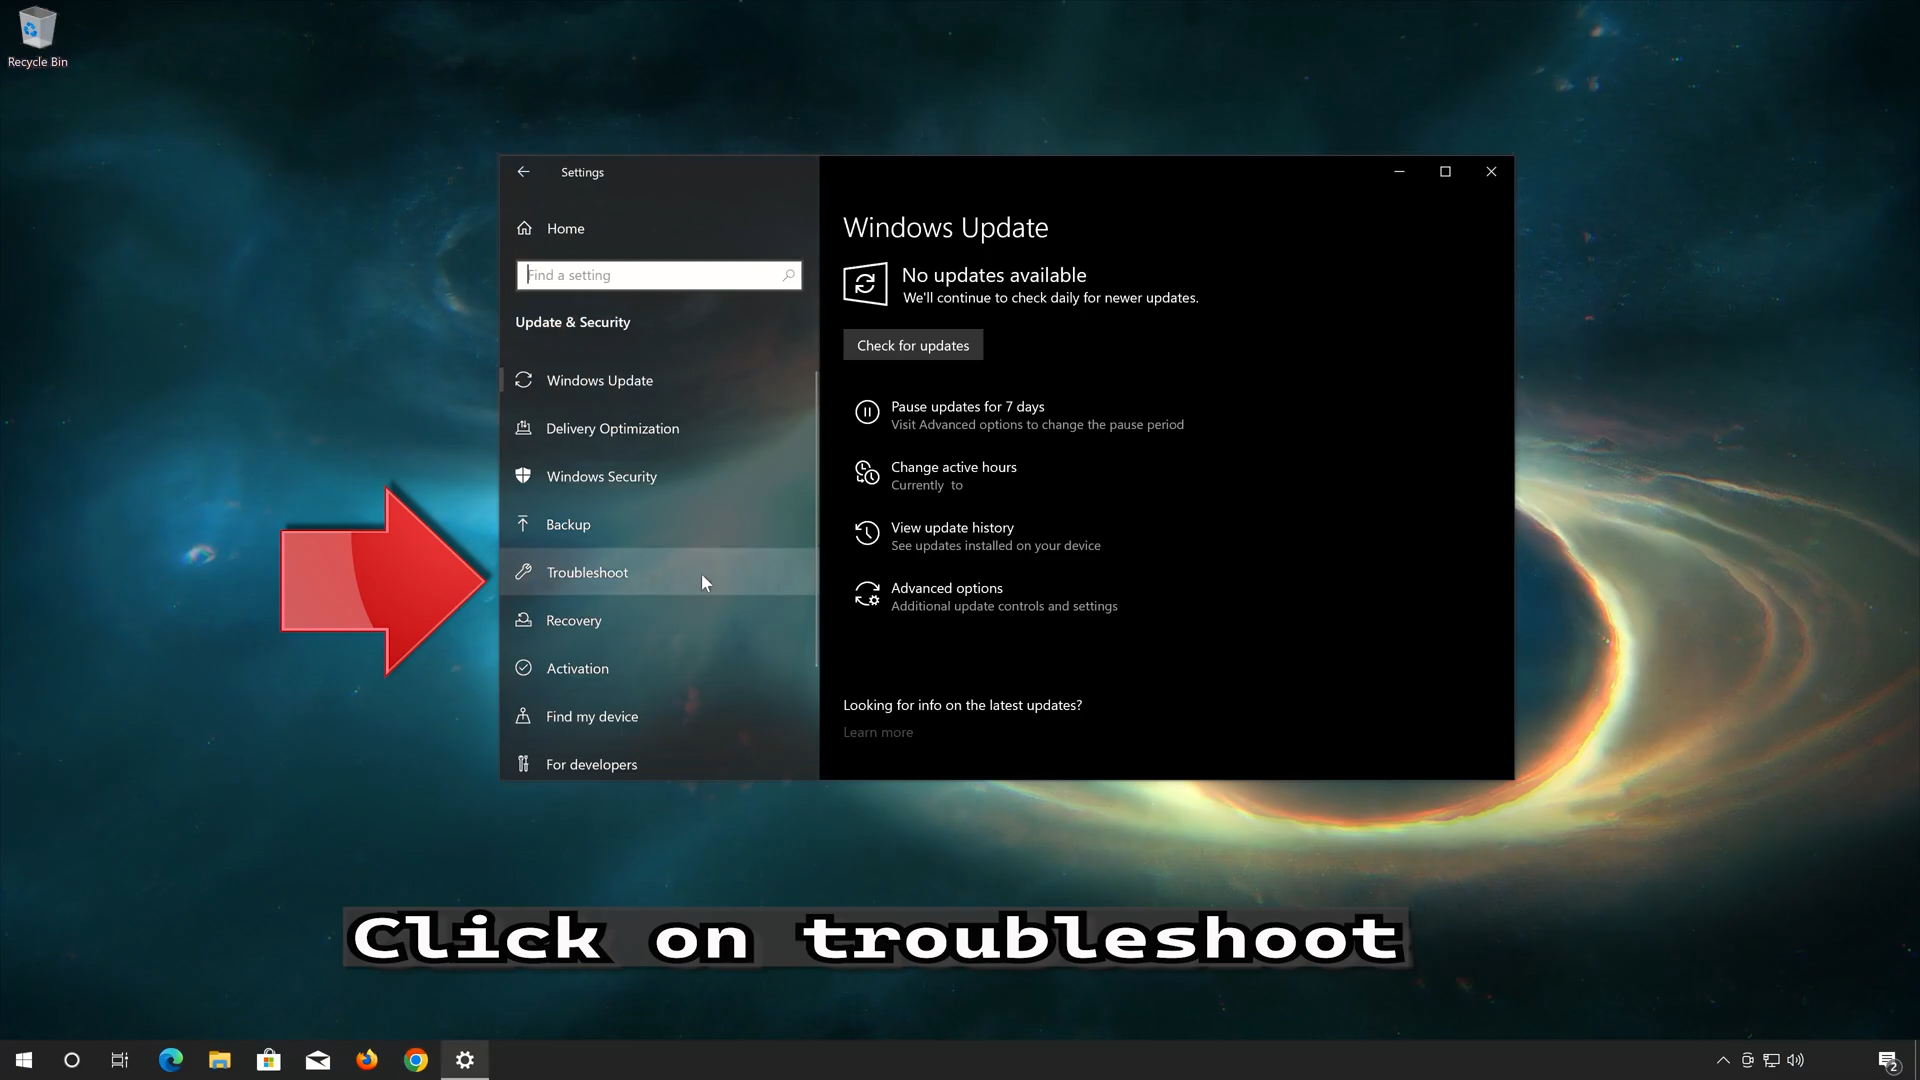 Recycle Bin
Settings
Home
Find a setting
Update & Security
Windows Update
Delivery Optimization
Windows Security
Backup
Troubleshoot
Recovery
Activation
Find my device
For developers
Windows Update
No updates available
We'll continue to check daily for newer updates.
Check for updates
Pause updates for 7 days
Visit Advanced options to change the pause period
Change active hours
Currently to
View update history
See updates installed on your device
Advanced options
Additional update controls and settings
Looking for info on the latest updates?
Learn more
Click on troubleshoot
2